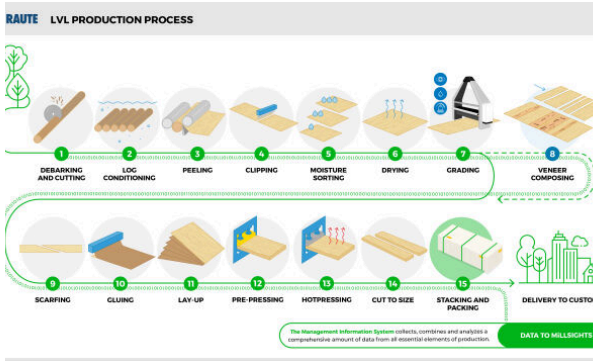 RAUTE LVL PRODUCTION PROCESS
1 2 3 4 5 6 7 8
DEBARKING AND CUTTING
LOG CONDITIONING
PEELING
CLIPPING
MOISTURE SORTING
DRYING
GRADING
VENEER COMPOSING
9 10 11 12 13 14 15
SCARFING
GLUING
LAY-UP
PRE-PRESSING
HOTPRESSING
CUT TO SIZE
STACKING AND PACKING
DELIVERY TO CUSTO
The Management Information System collects, combines and analyzes a
comprehensive amount of data from all essential elements of production.
DATA TO MILLSIGHTS